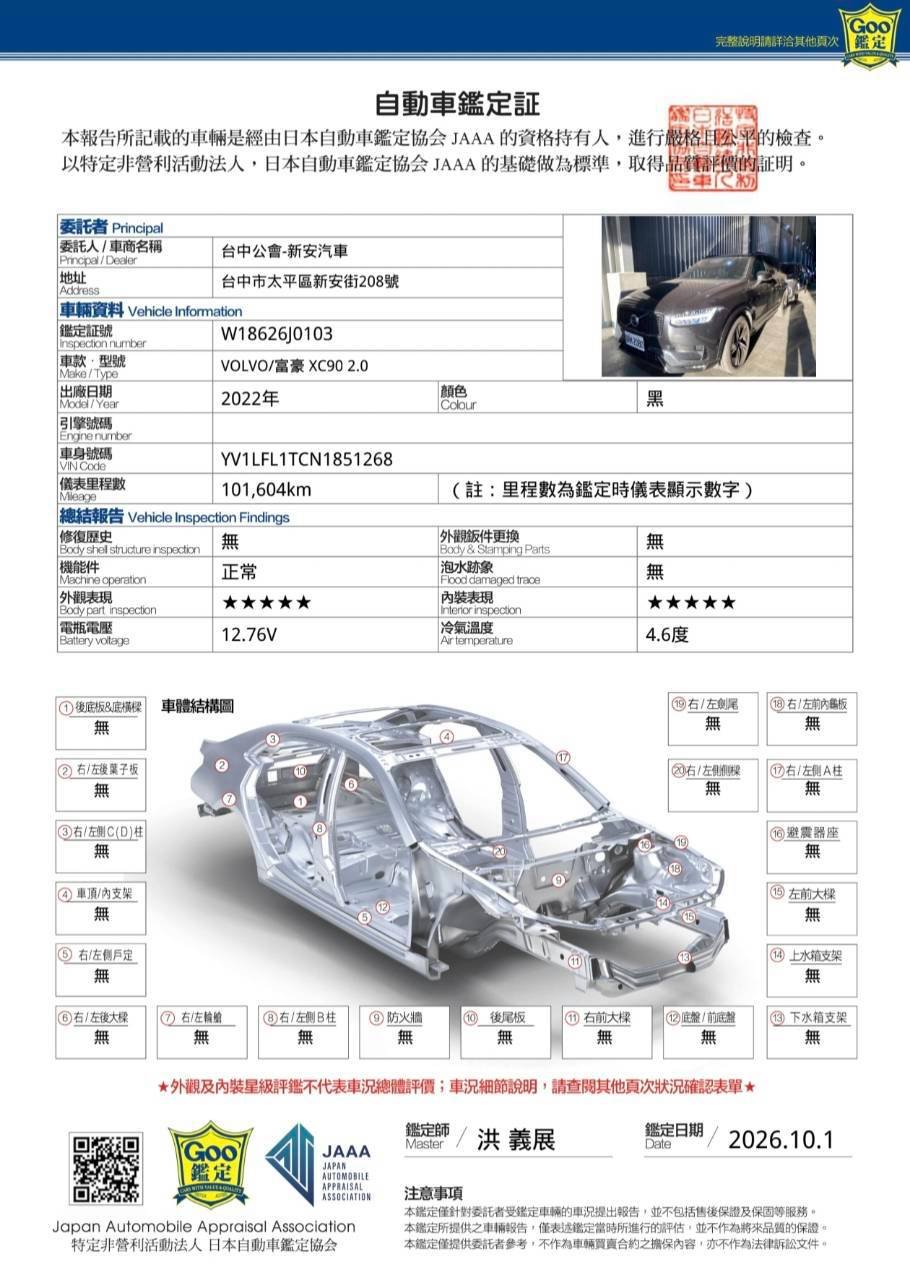 完整說明請詳洽其他頁次
Goo
鑑定
自動車鑑定証
本報告所記載的車輛是經由日本自動車鑑定協会 JAAA 的資格持有人，進行嚴格且公平的檢查。
以特定非營利活動法人，日本自動車鑑定協会 JAAA 的基礎做為標準，取得品質評價的証明。
委託者 Principal
委託人 / 車商名稱
Principal / Dealer
台中公會-新安汽車
地址
Address
台中市太平區新安街208號
車輛資料 Vehicle Information
鑑定証號
Inspection number
W18626J0103
車款．型號
Make / Type
VOLVO/富豪 XC90 2.0
出廠日期
Model / Year
2022年
顏色
Colour
黑
引擎號碼
Engine number
車身號碼
VIN Code
YV1LFL1TCN1851268
儀表里程數
Mileage
101,604km
（註：里程數為鑑定時儀表顯示數字）
總結報告 Vehicle Inspection Findings
修復歷史
Body shell structure inspection
無
外觀鈑件更換
Body & Stamping Parts
無
機能件
Machine operation
正常
泡水跡象
Flood damaged trace
無
外觀表現
Body part inspection
★★★★★
內裝表現
Interior inspection
★★★★★
電瓶電壓
Battery voltage
12.76V
冷氣溫度
Air temperature
4.6度
車體結構圖
①後底板&底橫樑
無
② 右/左後葉子板
無
③右/左側C(D)柱
無
④ 車頂/內支架
無
⑤ 右/左側戶定
無
⑥右/左後大樑
無
⑦ 右/左輪艙
無
⑧右/左側B柱
無
⑨防火牆
無
⑩ 後尾板
無
⑪右前大樑
無
⑫底盤/前底盤
無
⑬下水箱支架
無
⑭ 上水箱支架
無
⑮左前大樑
無
⑯避震器座
無
⑰右/左側A柱
無
⑱右/左前內龜板
無
⑲右/左劍尾
無
⑳右/左側側樑
無
★外觀及內裝星級評鑑不代表車況總體評價；車況細節說明，請查閱其他頁次狀況確認表單★
Goo
鑑定
JAAA
JAPAN
AUTOMOBILE
APPRAISAL
ASSOCIATION
Japan Automobile Appraisal Association
特定非營利活動法人 日本自動車鑑定協会
鑑定師
Master
洪 義展
鑑定日期
Date
2026.10.1
注意事項
本鑑定僅針對委託者受鑑定車輛的車況提出報告，並不包括售後保證及保固等服務。
本鑑定所提供之車輛報告，僅表述鑑定當時所進行的評估，並不作為將來品質的保證。
本鑑定僅提供委託者參考，不作為車輛買賣合約之擔保內容，亦不作為法律訴訟文件。